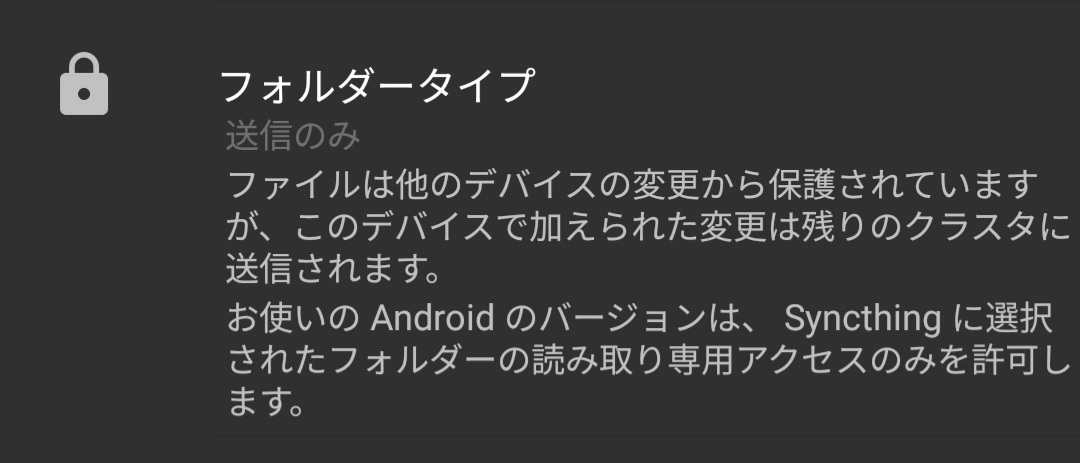 フォルダータイプ
送信のみ
ファイルは他のデバイスの変更から保護されています
が、このデバイスで加えられた変更は残りのクラスタに
送信されます。
お使いの Android のバージョンは、 Syncthing に選択
されたフォルダーの読み取り専用アクセスのみを許可し
ます。